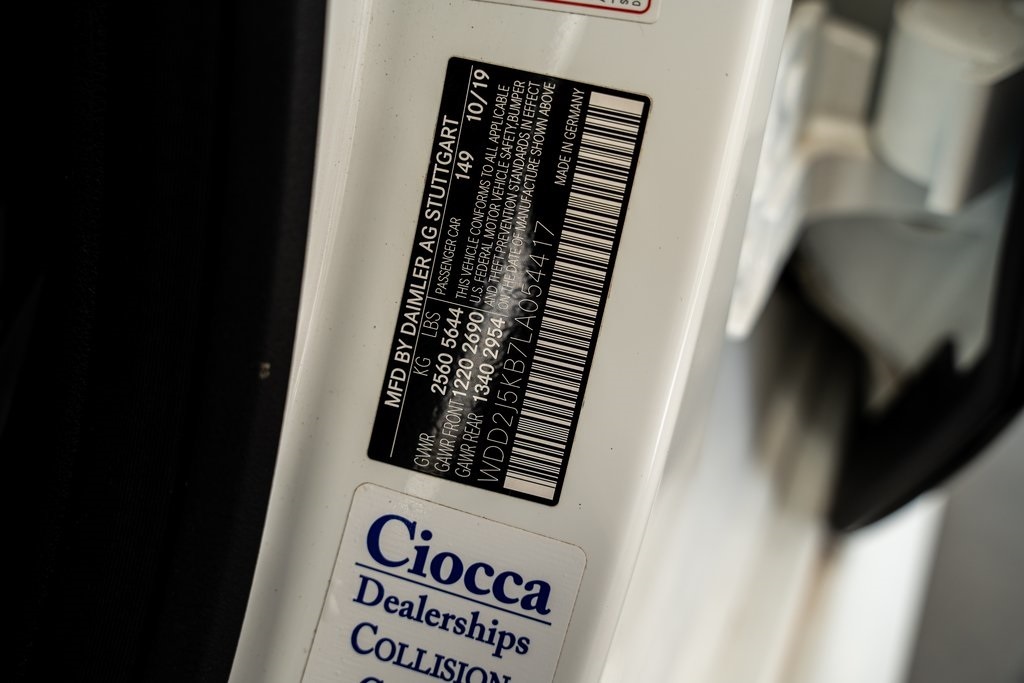 MFD BY DAIMLER AG STUTTGART
KG LBS PASSENGER CAR 149 10/19
GVWR 2560 5644 THIS VEHICLE CONFORMS TO ALL APPLICABLE
GAWR FRONT 1220 2690 U.S. FEDERAL MOTOR VEHICLE SAFETY,BUMPER
GAWR REAR 1340 2954 AND THEFT PREVENTION STANDARDS IN EFFECT
ON THE DATE OF MANUFACTURE SHOWN ABOVE
WDD2J5KB7LA054417 MADE IN GERMANY
Ciocca
Dealerships
COLLISION